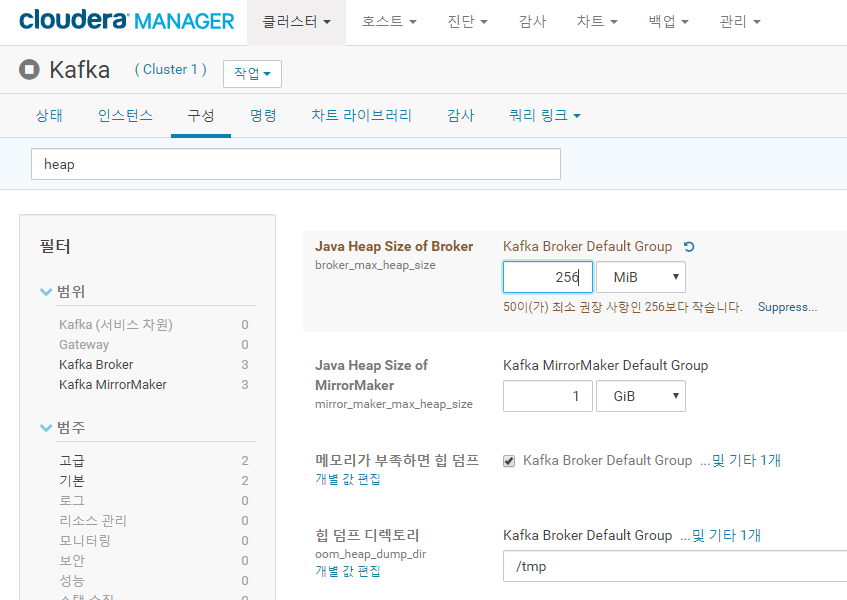 cloudera MANAGER 클러스터 호스트 진단 감사 차트 백업 관리
Kafka ( Cluster 1 ) 작업
상태 인스턴스 구성 명령 차트 라이브러리 감사 쿼리 링크
heap
필터
범위
Kafka (서비스 차원) 0
Gateway 0
Kafka Broker 3
Kafka MirrorMaker 3
범주
고급 2
기본 2
로그 0
리소스 관리 0
모니터링 0
보안 0
성능 0
스택 수집 0
Java Heap Size of Broker
broker_max_heap_size
Kafka Broker Default Group
256 MiB
50이(가) 최소 권장 사항인 256보다 작습니다. Suppress...
Java Heap Size of
MirrorMaker
mirror_maker_max_heap_size
Kafka MirrorMaker Default Group
1 GiB
메모리가 부족하면 힙 덤프
개별 값 편집
Kafka Broker Default Group ...및 기타 1개
힙 덤프 디렉토리
oom_heap_dump_dir
개별 값 편집
Kafka Broker Default Group ...및 기타 1개
/tmp